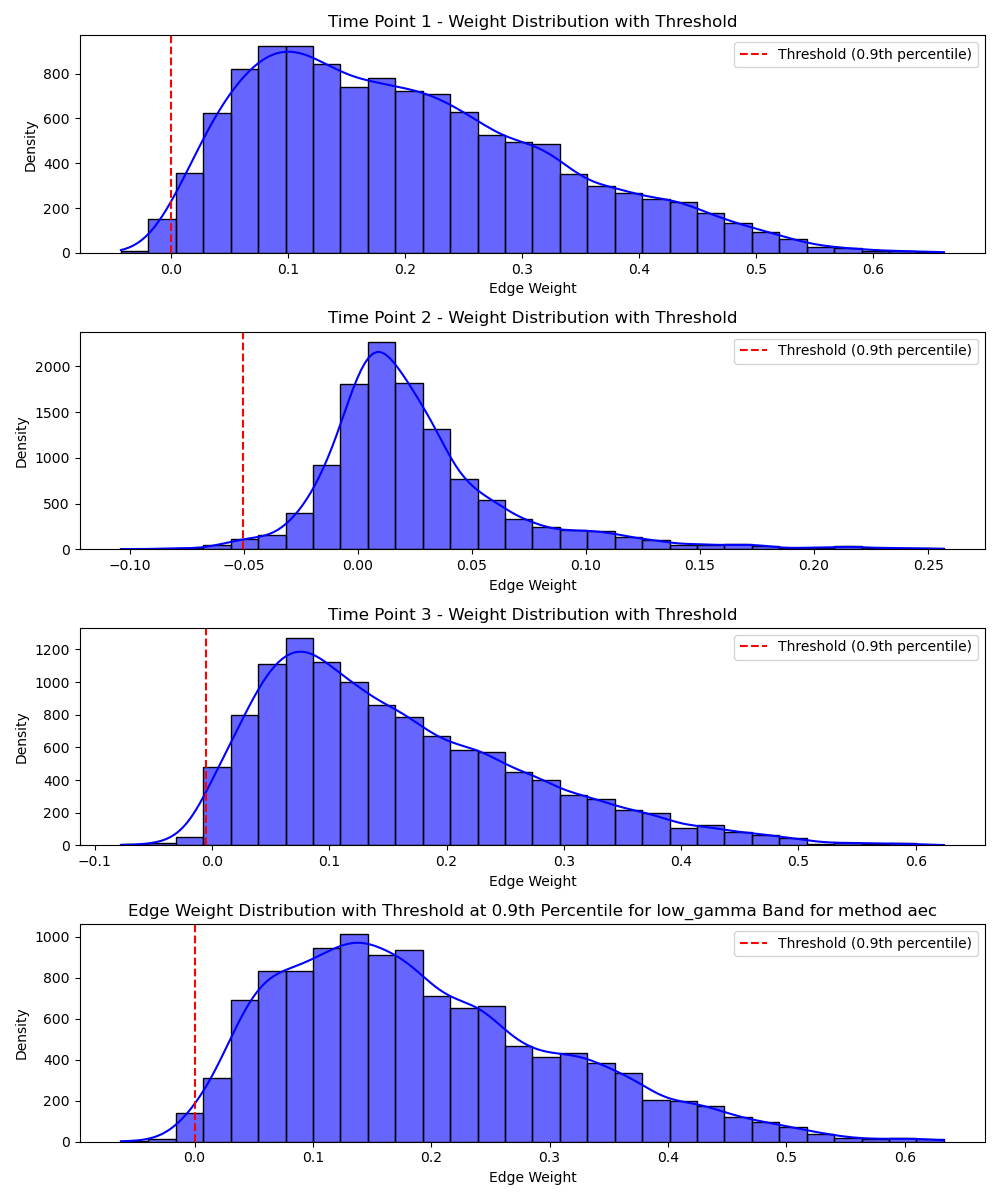 Time Point 1 - Weight Distribution with Threshold
Threshold (0.9th percentile)
Density
800
600
400
200
0
0.0 0.1 0.2 0.3 0.4 0.5 0.6
Edge Weight
Time Point 2 - Weight Distribution with Threshold
Threshold (0.9th percentile)
Density
2000
1500
1000
500
0
−0.10 −0.05 0.00 0.05 0.10 0.15 0.20 0.25
Edge Weight
Time Point 3 - Weight Distribution with Threshold
Threshold (0.9th percentile)
Density
1200
1000
800
600
400
200
0
−0.1 0.0 0.1 0.2 0.3 0.4 0.5 0.6
Edge Weight
Edge Weight Distribution with Threshold at 0.9th Percentile for low_gamma Band for method aec
Threshold (0.9th percentile)
Density
1000
800
600
400
200
0
0.0 0.1 0.2 0.3 0.4 0.5 0.6
Edge Weight